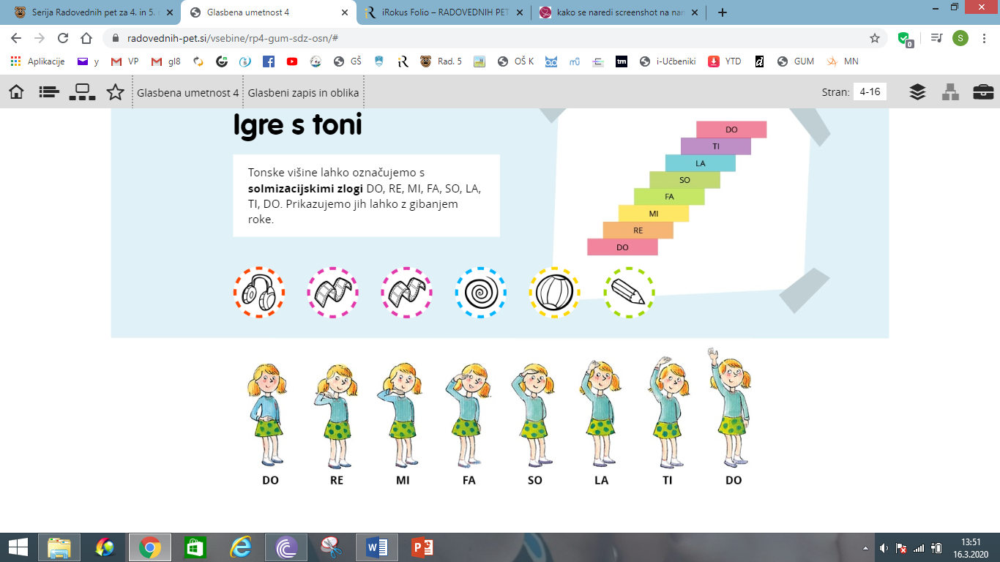 Serija Radovednih pet za 4. in 5. r
Glasbena umetnost 4
iRokus Folio – RADOVEDNIH PET
kako se naredi screenshot na nar
radovednih-pet.si/vsebine/rp4-gum-sdz-osn/#
S
0
Aplikacije
y
VP
gl8
GŠ
Rad. 5
OŠ K
tm
i-Učbeniki
YTD
GUM
MN
Glasbena umetnost 4
Glasbeni zapis in oblika
Stran: 4-16
Igre s toni
Tonske višine lahko označujemo s
solmizacijskimi zlogi DO, RE, MI, FA, SO, LA,
TI, DO. Prikazujemo jih lahko z gibanjem
roke.
DO
TI
LA
SO
FA
MI
RE
DO
DO RE MI FA SO LA TI DO
13:51
16.3.2020